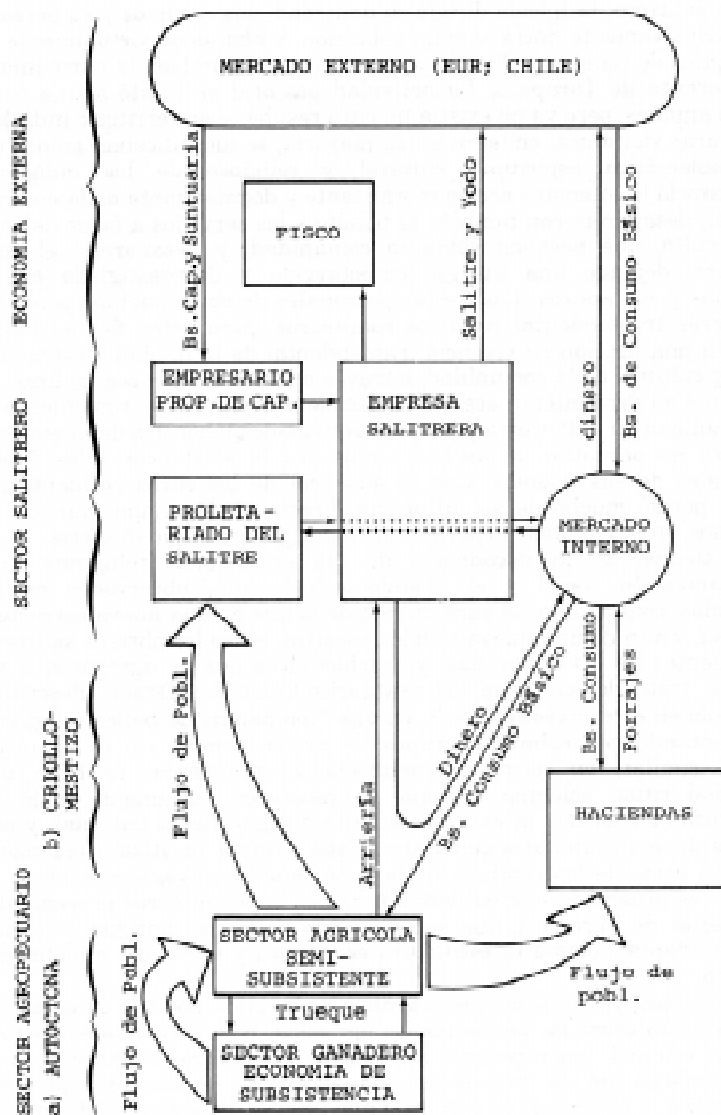 MERCADO EXTERNO (EUR; CHILE)
ECONOMIA EXTERNA
Bs. Cap. y Suntuaria
FISCO
Salitre y Yodo
dinero
Bs. de Consumo Básico
SECTOR SALITRERO
EMPRESARIO
PROP. DE CAP.
EMPRESA
SALITRERA
PROLETA-
RIADO DEL
SALITRE
MERCADO
INTERNO
SECTOR AGROPECUARIO
b) CRIOLLO-
MESTIZO
Flujo de Pobl.
Arriería
Dinero
Bs. Consumo Básico
Bs. Consumo
Forrajes
HACIENDAS
a) AUTOCTONA
Flujo de Pobl.
SECTOR AGRICOLA
SEMI-
SUBSISTENTE
Flujo de
pobl.
Trueque
SECTOR GANADERO
ECONOMIA DE
SUBSISTENCIA